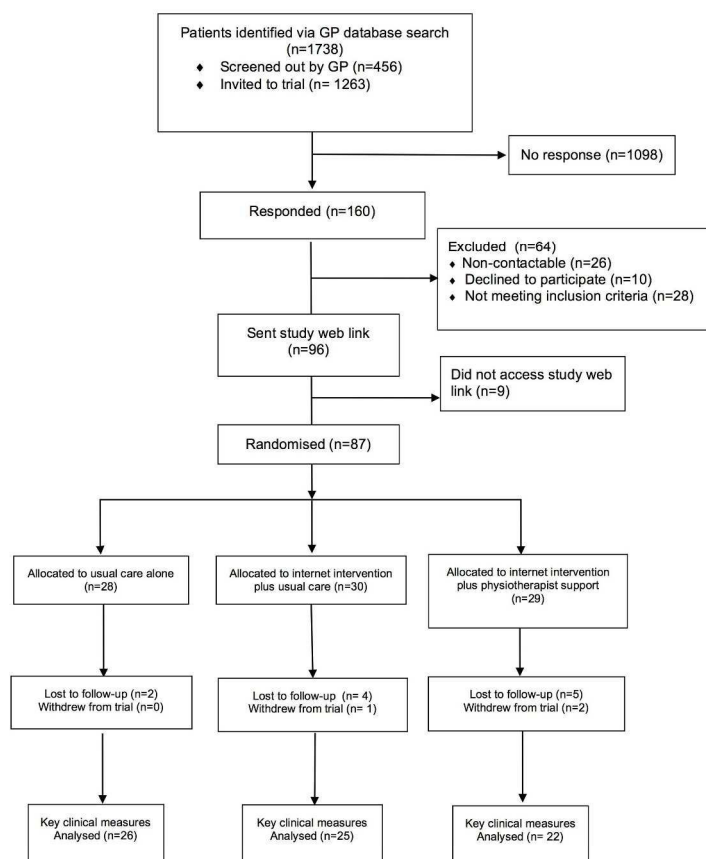 Patients identified via GP database search
(n=1738)
♦ Screened out by GP (n=456)
♦ Invited to trial (n= 1263)
No response (n=1098)
Responded (n=160)
Excluded (n=64)
♦ Non-contactable (n=26)
♦ Declined to participate (n=10)
♦ Not meeting inclusion criteria (n=28)
Sent study web link
(n=96)
Did not access study web
link (n=9)
Randomised (n=87)
Allocated to usual care alone
(n=28)
Allocated to internet intervention
plus usual care (n=30)
Allocated to internet intervention
plus physiotherapist support
(n=29)
Lost to follow-up (n=2)
Withdrew from trial (n=0)
Lost to follow-up (n= 4)
Withdrew from trial (n= 1)
Lost to follow-up (n=5)
Withdrew from trial (n=2)
Key clinical measures
Analysed (n=26)
Key clinical measures
Analysed (n=25)
Key clinical measures
Analysed (n= 22)